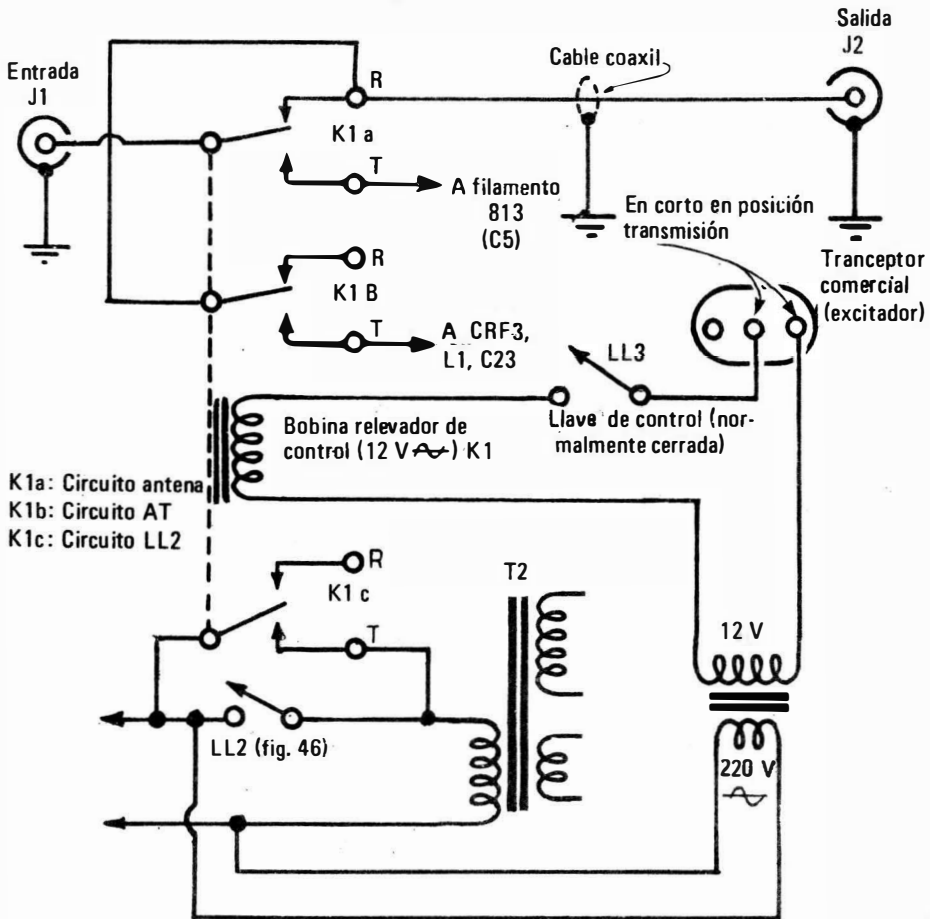 Salida
J2
Entrada
J1
Cable coaxil
R
K1 a
T
A filamento
813
(C5)
En corto en posición
transmisión
Tranceptor
comercial
(excitador)
R
K1 B
T
A CRF3,
L1, C23
LL3
Bobina relevador de
control (12 V ) K1
Llave de control (nor-
malmente cerrada)
K1a: Circuito antena
K1b: Circuito AT
K1c: Circuito LL2
R
K1 c
T
T2
12 V
LL2 (fig. 46)
220 V